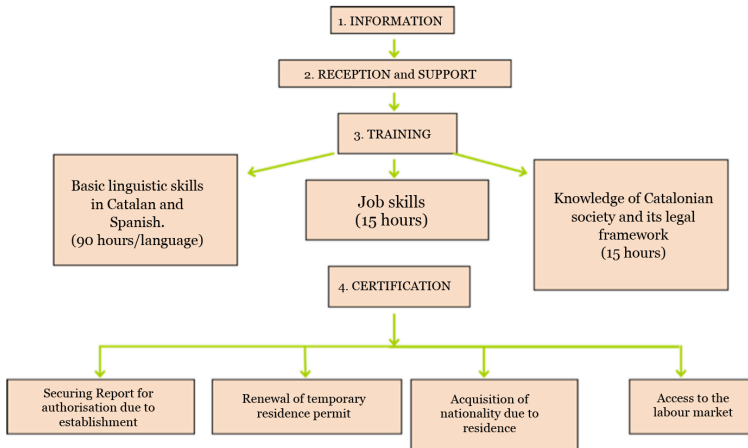 1. INFORMATION
2. RECEPTION and SUPPORT
3. TRAINING
Basic linguistic skills
in Catalan and
Spanish.
(90 hours/language)
Job skills
(15 hours)
Knowledge of Catalonian
society and its legal
framework
(15 hours)
4. CERTIFICATION
Securing Report for
authorisation due to
establishment
Renewal of temporary
residence permit
Acquisition of
nationality due to
residence
Access to the
labour market